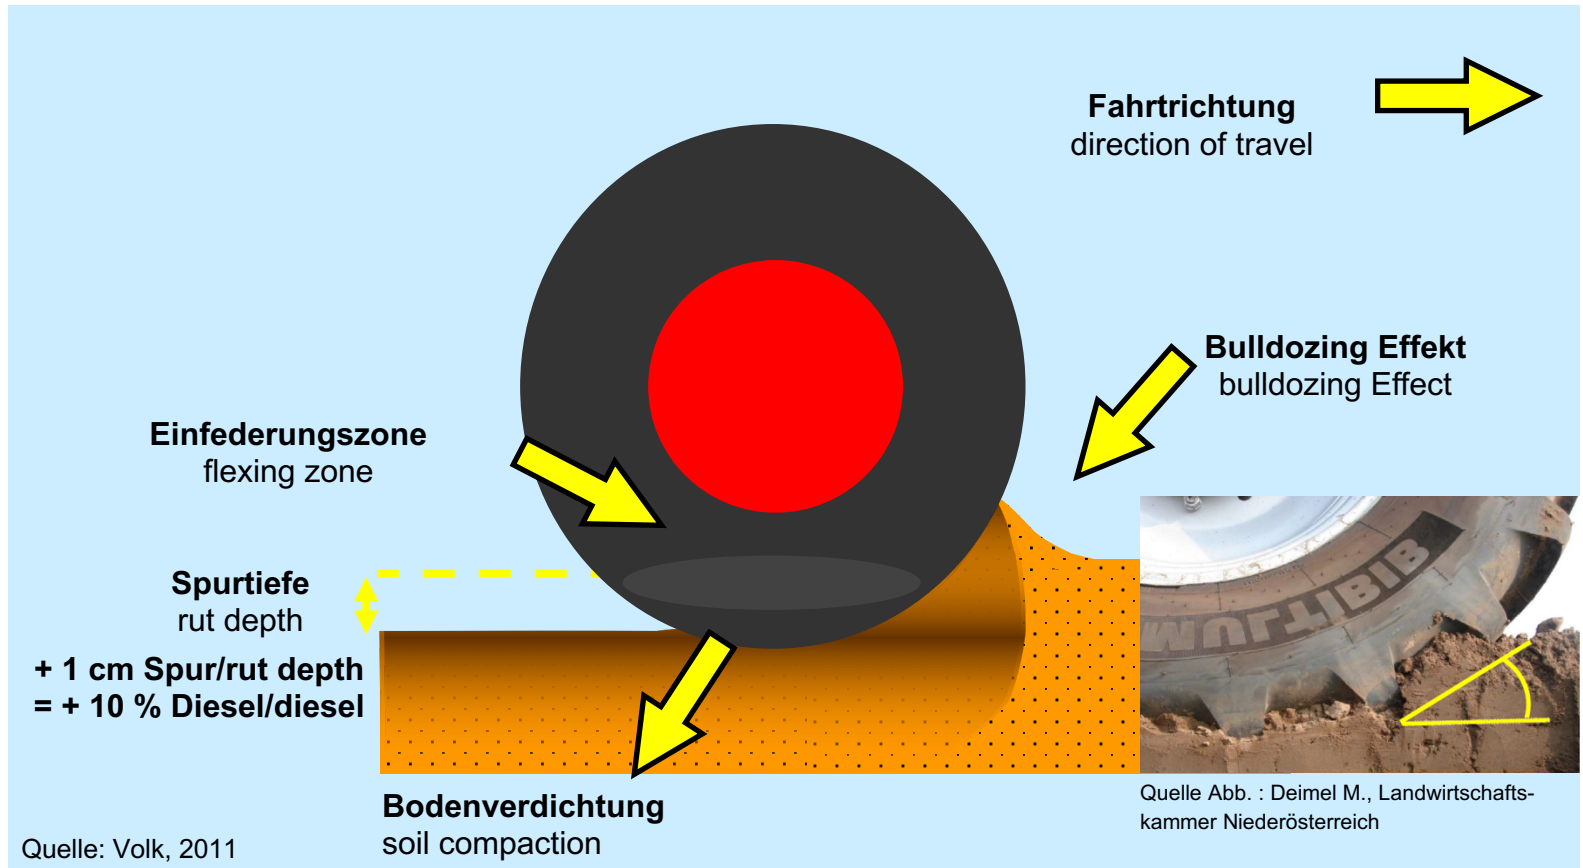 Fahrtrichtung
direction of travel
Bulldozing Effekt
bulldozing Effect
Einfederungszone
flexing zone
Spurtiefe
rut depth
+ 1 cm Spur/rut depth
= + 10 % Diesel/diesel
MULTIBIB
Bodenverdichtung
soil compaction
Quelle Abb. : Deimel M., Landwirtschafts-
kammer Niederösterreich
Quelle: Volk, 2011